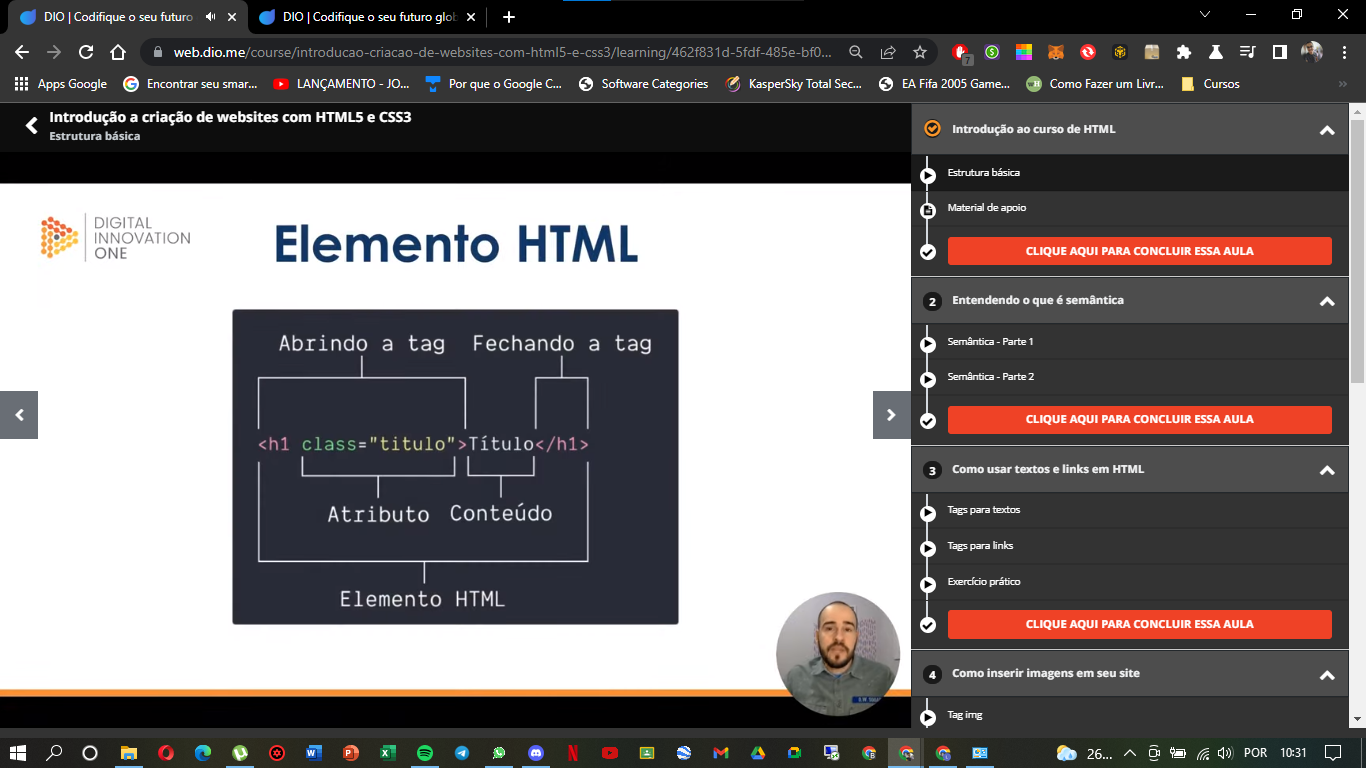 DIO | Codifique o seu futuro
DIO | Codifique o seu futuro glob
web.dio.me/course/introducao-criacao-de-websites-com-html5-e-css3/learning/462f831d-5fdf-485e-bf0...
7
Apps Google
Encontrar seu smar...
LANÇAMENTO - JO...
Por que o Google C...
Software Categories
KasperSky Total Sec...
EA Fifa 2005 Game...
Como Fazer um Livr...
Cursos
Introdução a criação de websites com HTML5 e CSS3
Estrutura básica
DIGITAL
INNOVATION
ONE
Elemento HTML
Abrindo a tag Fechando a tag
<h1 class="titulo">Título</h1>
Atributo Conteúdo
Elemento HTML
Introdução ao curso de HTML
Estrutura básica
Material de apoio
CLIQUE AQUI PARA CONCLUIR ESSA AULA
2 Entendendo o que é semântica
Semântica - Parte 1
Semântica - Parte 2
CLIQUE AQUI PARA CONCLUIR ESSA AULA
3 Como usar textos e links em HTML
Tags para textos
Tags para links
Exercício prático
CLIQUE AQUI PARA CONCLUIR ESSA AULA
4 Como inserir imagens em seu site
Tag img
26... POR 10:31